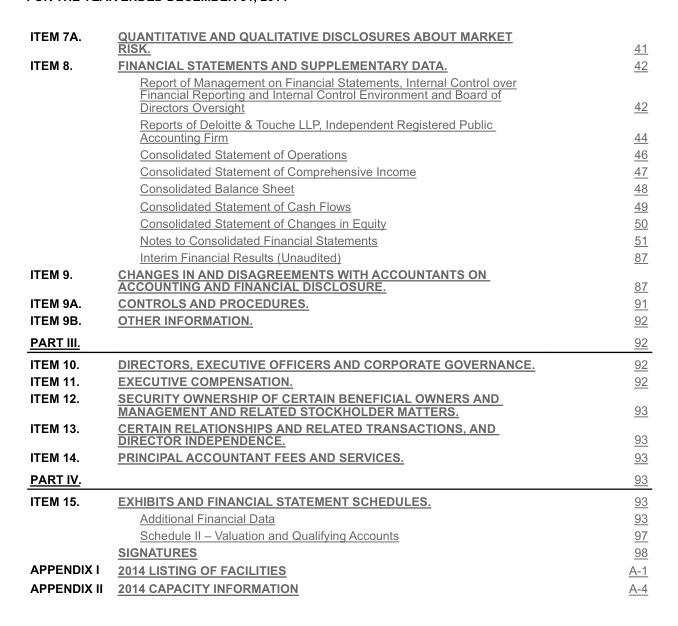 ITEM 7A. QUANTITATIVE AND QUALITATIVE DISCLOSURES ABOUT MARKET
RISK. 41
ITEM 8. FINANCIAL STATEMENTS AND SUPPLEMENTARY DATA. 42
Report of Management on Financial Statements, Internal Control over
Financial Reporting and Internal Control Environment and Board of
Directors Oversight 42
Reports of Deloitte & Touche LLP, Independent Registered Public
Accounting Firm 44
Consolidated Statement of Operations 46
Consolidated Statement of Comprehensive Income 47
Consolidated Balance Sheet 48
Consolidated Statement of Cash Flows 49
Consolidated Statement of Changes in Equity 50
Notes to Consolidated Financial Statements 51
Interim Financial Results (Unaudited) 87
ITEM 9. CHANGES IN AND DISAGREEMENTS WITH ACCOUNTANTS ON
ACCOUNTING AND FINANCIAL DISCLOSURE. 87
ITEM 9A. CONTROLS AND PROCEDURES. 91
ITEM 9B. OTHER INFORMATION. 92
PART III. 92
ITEM 10. DIRECTORS, EXECUTIVE OFFICERS AND CORPORATE GOVERNANCE. 92
ITEM 11. EXECUTIVE COMPENSATION. 92
ITEM 12. SECURITY OWNERSHIP OF CERTAIN BENEFICIAL OWNERS AND
MANAGEMENT AND RELATED STOCKHOLDER MATTERS. 93
ITEM 13. CERTAIN RELATIONSHIPS AND RELATED TRANSACTIONS, AND
DIRECTOR INDEPENDENCE. 93
ITEM 14. PRINCIPAL ACCOUNTANT FEES AND SERVICES. 93
PART IV. 93
ITEM 15. EXHIBITS AND FINANCIAL STATEMENT SCHEDULES. 93
Additional Financial Data 93
Schedule II – Valuation and Qualifying Accounts 97
SIGNATURES 98
APPENDIX I 2014 LISTING OF FACILITIES A-1
APPENDIX II 2014 CAPACITY INFORMATION A-4